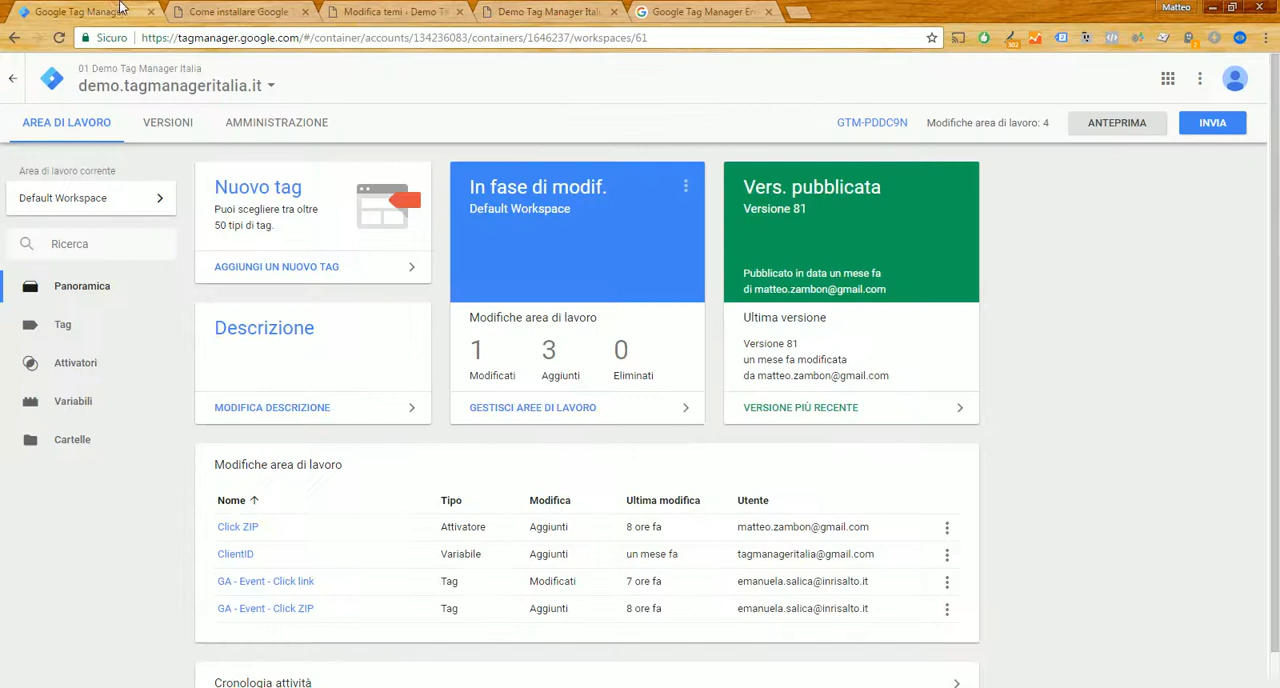 Google Tag Manag
Come installare Google
Modifica temi ‹ Demo T
Demo Tag Manager Itali
Google Tag Manager Er
Matteo
Sicuro
https://tagmanager.google.com/#/container/accounts/134236083/containers/1646237/workspaces/61
01 Demo Tag Manager Italia
demo.tagmanageritalia.it
AREA DI LAVORO
VERSIONI
AMMINISTRAZIONE
GTM-PDDC9N
Modifiche area di lavoro: 4
ANTEPRIMA
INVIA
Area di lavoro corrente
Default Workspace
Ricerca
Panoramica
Tag
Attivatori
Variabili
Cartelle
Nuovo tag
Puoi scegliere tra oltre
50 tipi di tag.
AGGIUNGI UN NUOVO TAG
Descrizione
MODIFICA DESCRIZIONE
In fase di modif.
Default Workspace
Modifiche area di lavoro
1 3 0
Modificati Aggiunti Eliminati
GESTISCI AREE DI LAVORO
Vers. pubblicata
Versione 81
Pubblicato in data un mese fa
di matteo.zambon@gmail.com
Ultima versione
Versione 81
un mese fa modificata
da matteo.zambon@gmail.com
VERSIONE PIÙ RECENTE
Modifiche area di lavoro
Nome Tipo Modifica Ultima modifica Utente
Click ZIP Attivatore Aggiunti 8 ore fa matteo.zambon@gmail.com
ClientID Variabile Aggiunti un mese fa tagmanageritalia@gmail.com
GA - Event - Click link Tag Modificati 7 ore fa emanuela.salica@inrisalto.it
GA - Event - Click ZIP Tag Aggiunti 8 ore fa emanuela.salica@inrisalto.it
Cronologia attività